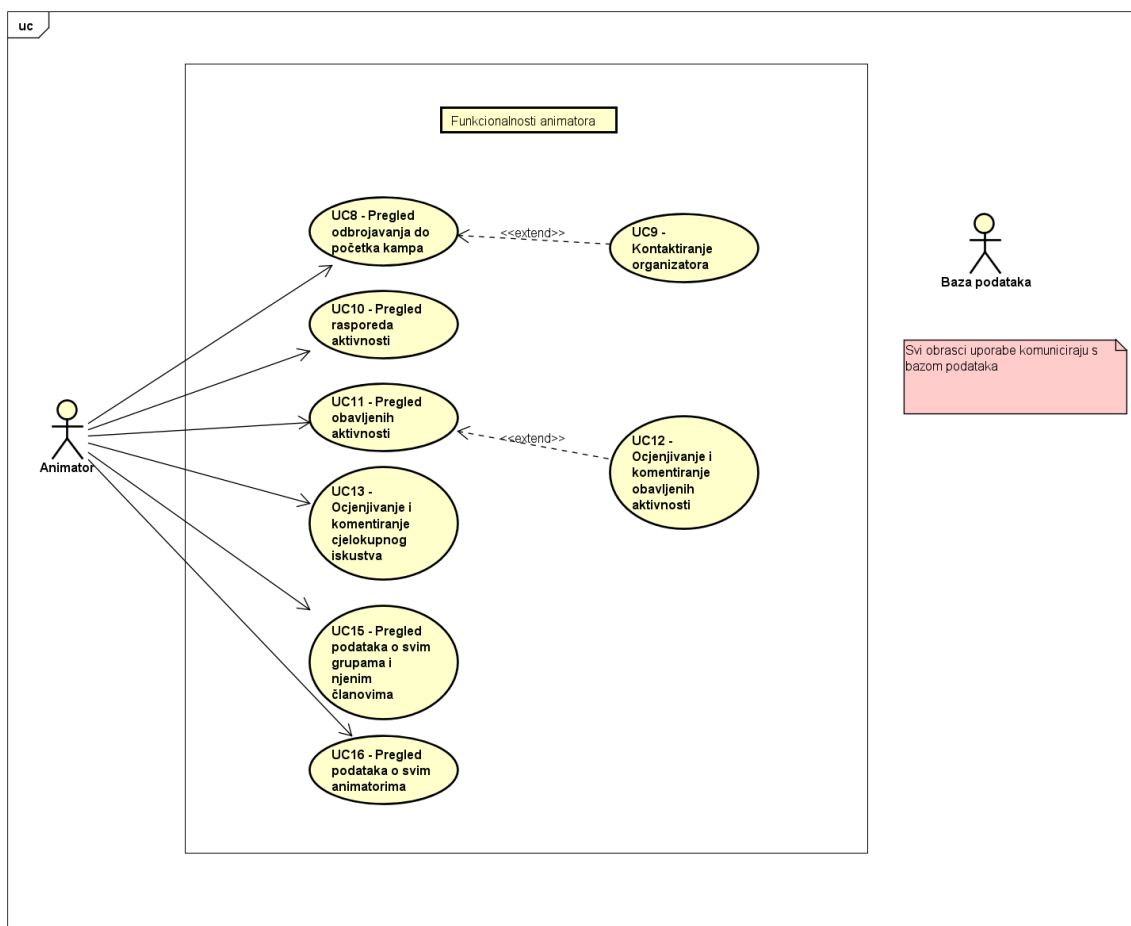 uc
Funkcionalnosti animatora
UC8 - Pregled
odbrojavanja do
početka kampa
<<extend>>
UC9 -
Kontaktiranje
organizatora
Baza podataka
UC10 - Pregled
rasporeda
aktivnosti
Svi obrasci uporabe komuniciraju s
bazom podataka
UC11 - Pregled
obavljenih
aktivnosti
<<extend>>
UC12 -
Ocjenjivanje i
komentiranje
obavljenih
aktivnosti
Animator
UC13 -
Ocjenjivanje i
komentiranje
cjelokupnog
iskustva
UC15 - Pregled
podataka o svim
grupama i
njenim
članovima
UC16 - Pregled
podataka o svim
animatorima